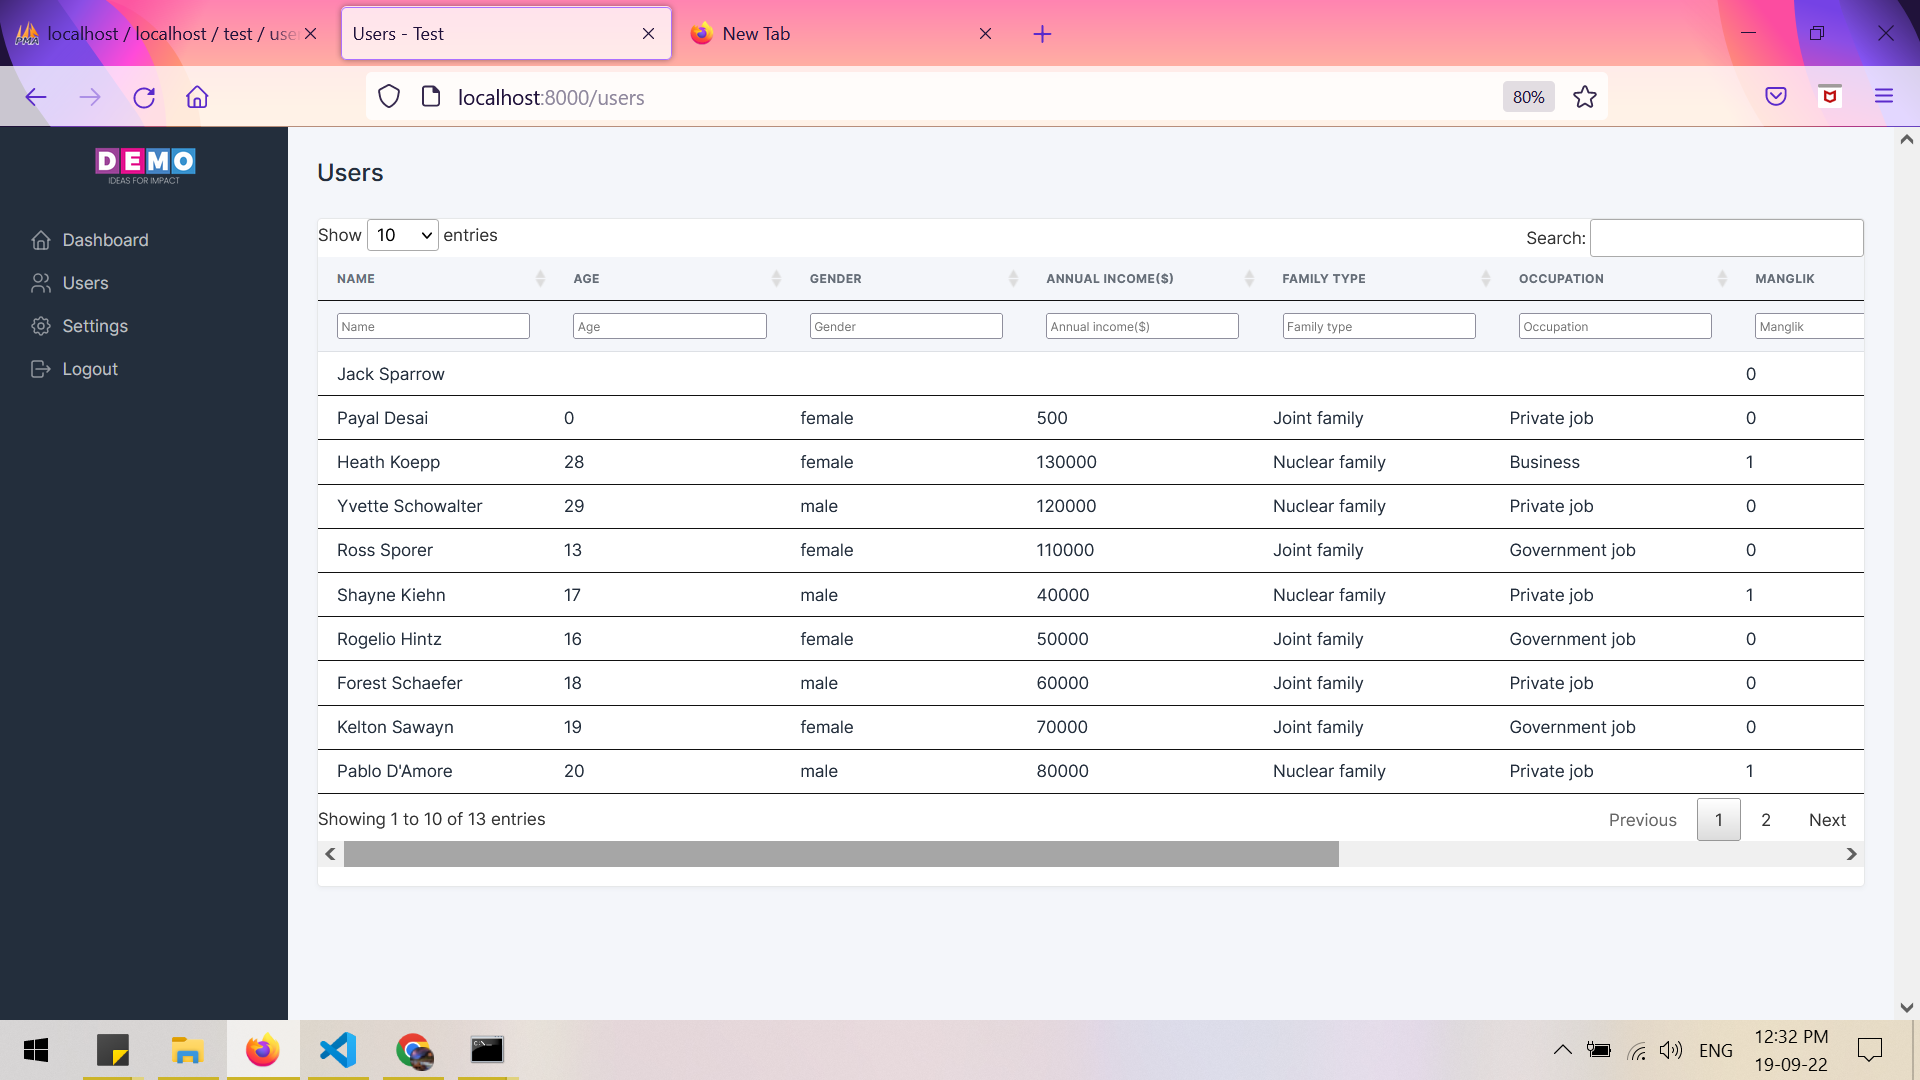 localhost / localhost / test / use
Users - Test
New Tab
localhost:8000/users
80%
DEMO
IDEAS FOR IMPACT
Dashboard
Users
Settings
Logout
Users
Show 10 entries
Search:
NAME AGE GENDER ANNUAL INCOME($) FAMILY TYPE OCCUPATION MANGLIK
Name Age Gender Annual income($) Family type Occupation Manglik
Jack Sparrow 0
Payal Desai 0 female 500 Joint family Private job 0
Heath Koepp 28 female 130000 Nuclear family Business 1
Yvette Schowalter 29 male 120000 Nuclear family Private job 0
Ross Sporer 13 female 110000 Joint family Government job 0
Shayne Kiehn 17 male 40000 Nuclear family Private job 1
Rogelio Hintz 16 female 50000 Joint family Government job 0
Forest Schaefer 18 male 60000 Joint family Private job 0
Kelton Sawayn 19 female 70000 Joint family Government job 0
Pablo D'Amore 20 male 80000 Nuclear family Private job 1
Showing 1 to 10 of 13 entries
Previous 1 2 Next
ENG
12:32 PM
19-09-22